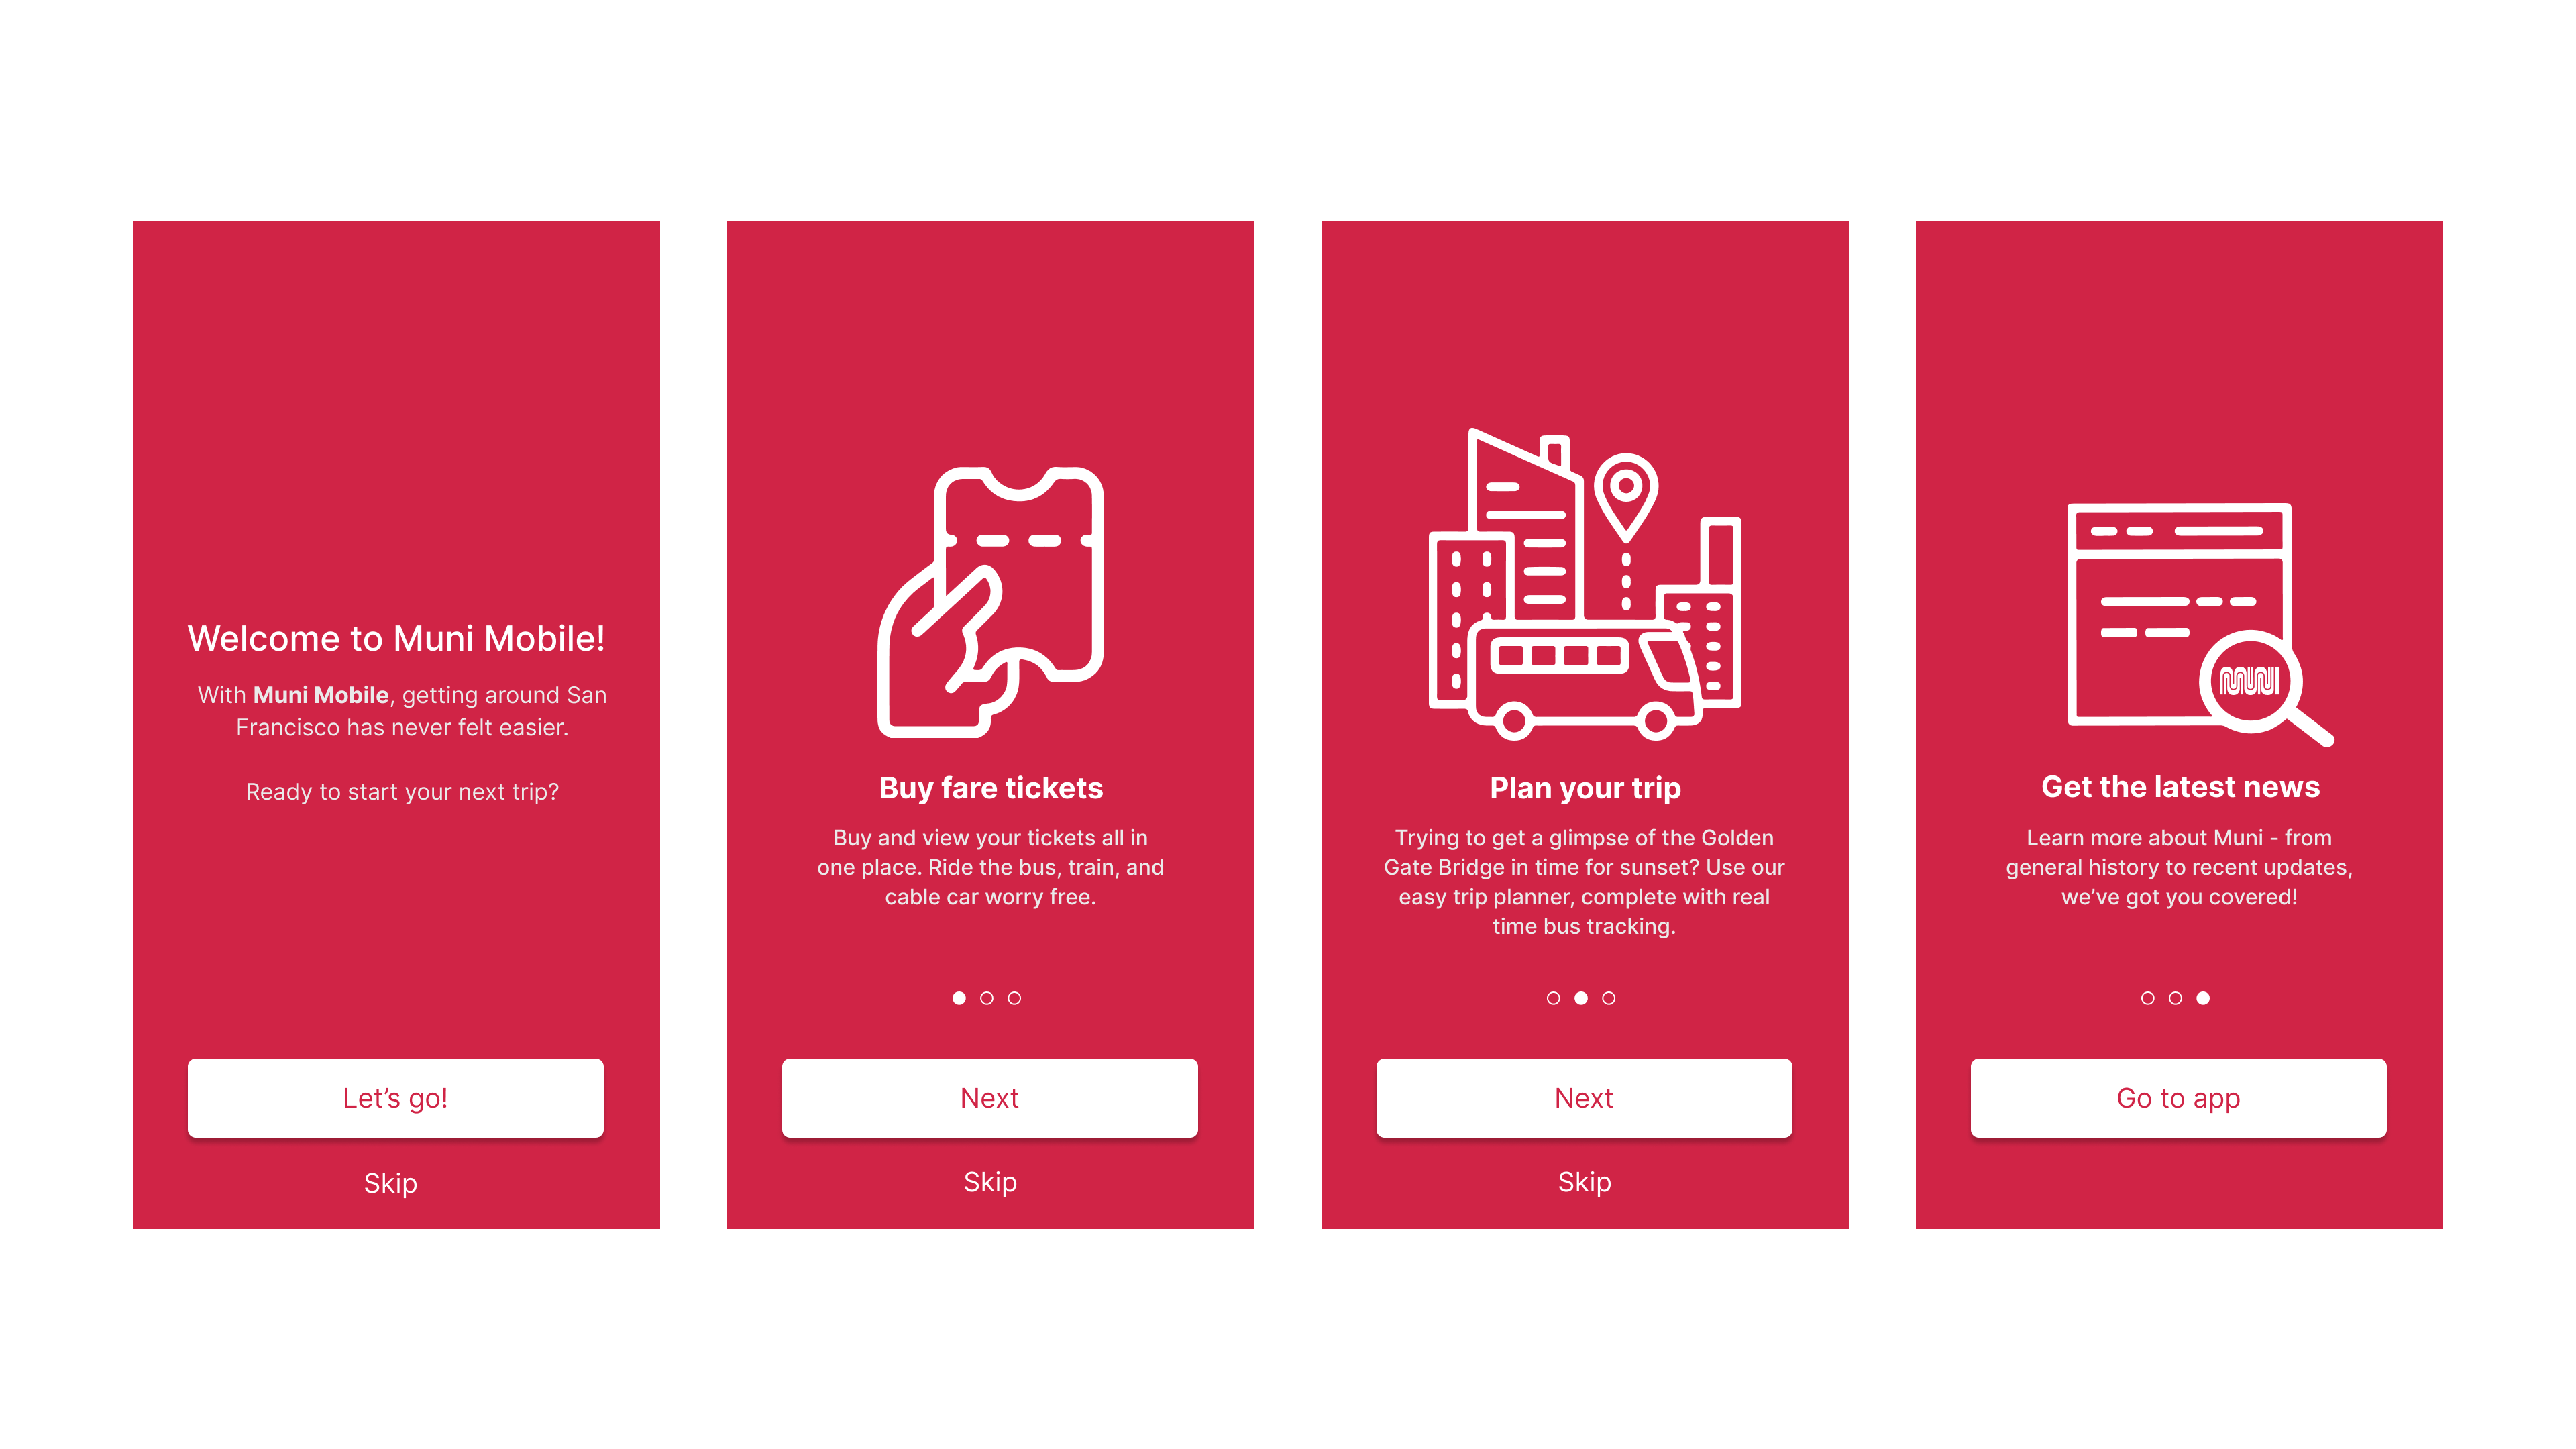 Welcome to Muni Mobile!
With Muni Mobile, getting around San
Francisco has never felt easier.
Ready to start your next trip?
Let’s go!
Skip
Buy fare tickets
Buy and view your tickets all in
one place. Ride the bus, train, and
cable car worry free.
Next
Skip
Plan your trip
Trying to get a glimpse of the Golden
Gate Bridge in time for sunset? Use our
easy trip planner, complete with real
time bus tracking.
Next
Skip
MUNI
Get the latest news
Learn more about Muni - from
general history to recent updates,
we’ve got you covered!
Go to app